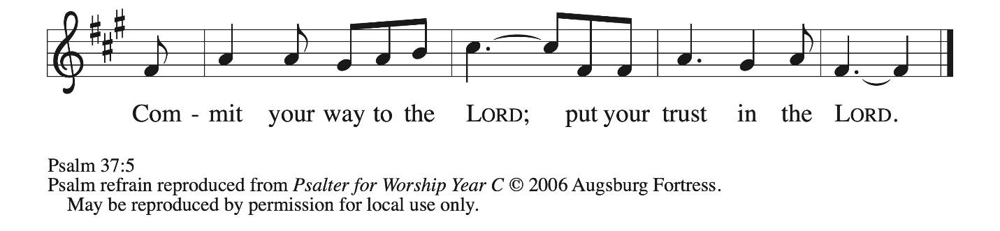 Com - mit your way to the LORD; put your trust in the LORD.
Psalm 37:5
Psalm refrain reproduced from Psalter for Worship Year C © 2006 Augsburg Fortress.
May be reproduced by permission for local use only.